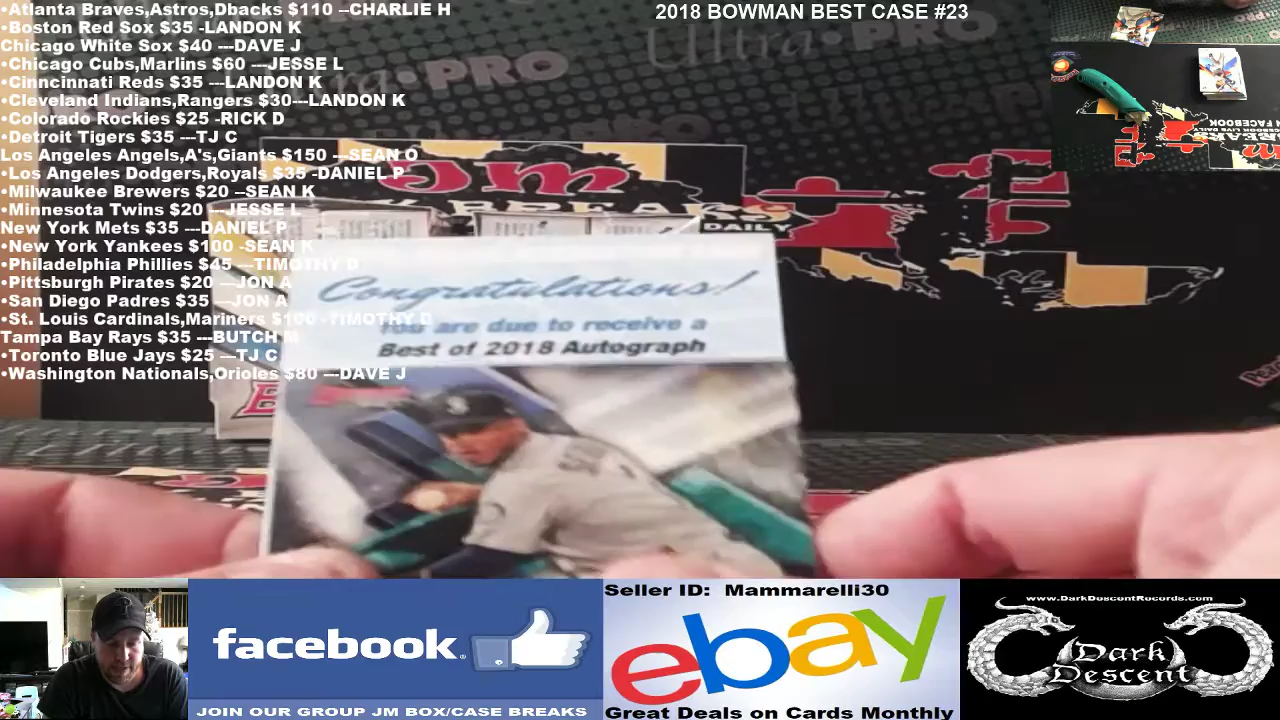 •Atlanta Braves,Astros,Dbacks $110 --CHARLIE H
•Boston Red Sox $35 -LANDON K
Chicago White Sox $40 ---DAVE J
•Chicago Cubs,Marlins $60 ---JESSE L
•Cinncinnati Reds $35 ---LANDON K
•Cleveland Indians,Rangers $30---LANDON K
•Colorado Rockies $25 -RICK D
•Detroit Tigers $35 ---TJ C
Los Angeles Angels,A's,Giants $150 ---SEAN O
•Los Angeles Dodgers,Royals $35 -DANIEL P
•Milwaukee Brewers $20 --SEAN K
•Minnesota Twins $20 ---JESSE L
New York Mets $35 ---DANIEL P
•New York Yankees $100 -SEAN K
•Philadelphia Phillies $45 ---TIMOTHY D
•Pittsburgh Pirates $20 ---JON A
•San Diego Padres $35 ---JON A
•St. Louis Cardinals,Mariners $100 -TIMOTHY D
Tampa Bay Rays $35 ---BUTCH M
•Toronto Blue Jays $25 ---TJ C
•Washington Nationals,Orioles $80 ---DAVE J
2018 BOWMAN BEST CASE #23
Ultra•PRO
JM
BREAKS
DAILY
Congratulations!
You are due to receive a
Best of 2018 Autograph
facebook
JOIN OUR GROUP JM BOX/CASE BREAKS
Seller ID: Mammarelli30
ebay
Great Deals on Cards Monthly
www.DarkDescentRecords.com
Dark
Descent